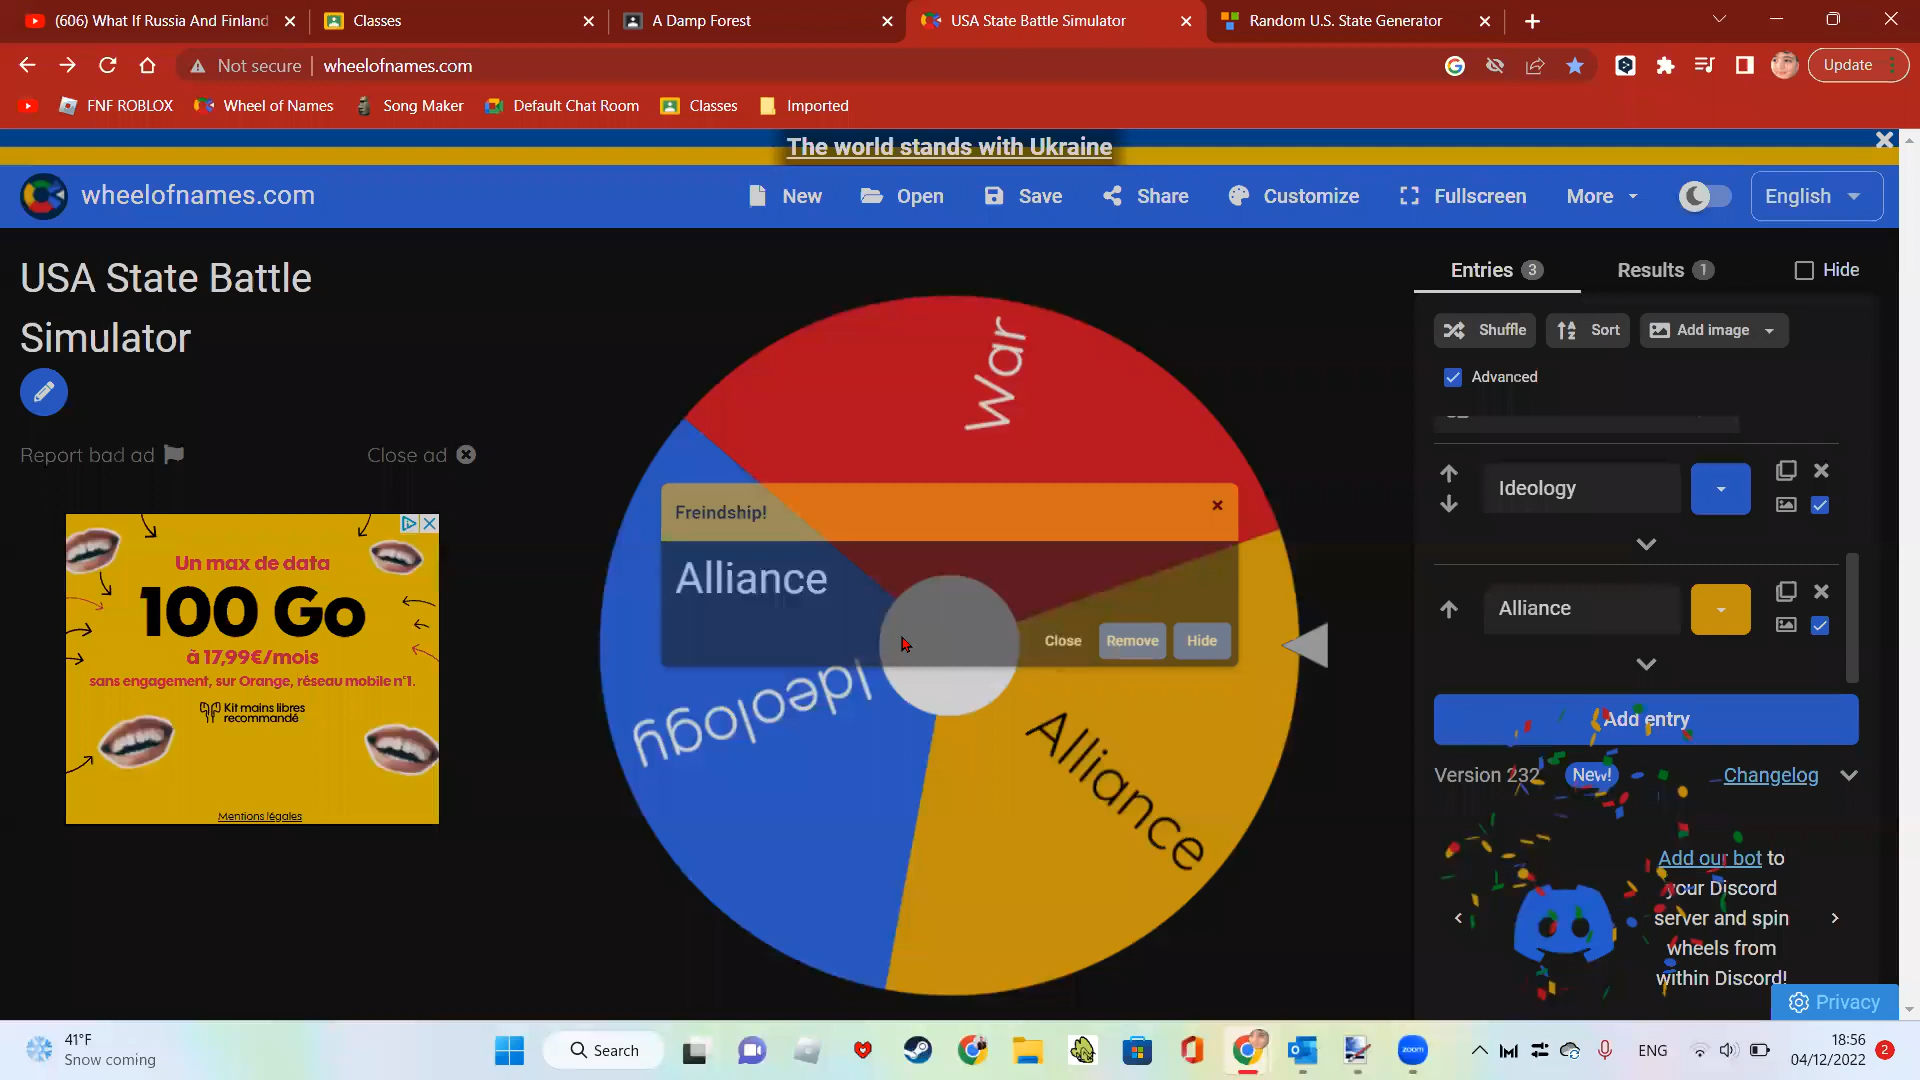 (606) What If Russia And Finland
Classes
A Damp Forest
USA State Battle Simulator
Random U.S. State Generator
Not secure
wheelofnames.com
Update
FNF ROBLOX
Wheel of Names
Song Maker
Default Chat Room
Classes
Imported
The world stands with Ukraine
wheelofnames.com
New
Open
Save
Share
Customize
Fullscreen
More
English
USA State Battle
Simulator
Entries 3
Results 1
Hide
Shuffle
Sort
Add image
Advanced
Report bad ad
Close ad
War
Ideology
Alliance
Freindship!
Alliance
Close
Remove
Hide
Ideology
Alliance
Add entry
Version 232
New!
Changelog
Add our bot to
your Discord
server and spin
wheels from
within Discord!
Privacy
Un max de data
100 Go
à 17,99€/mois
sans engagement, sur Orange, réseau mobile n°1.
Kit mains libres
recommandé
Mentions légales
41°F
Snow coming
Search
zoom
ENG
18:56
04/12/2022
2